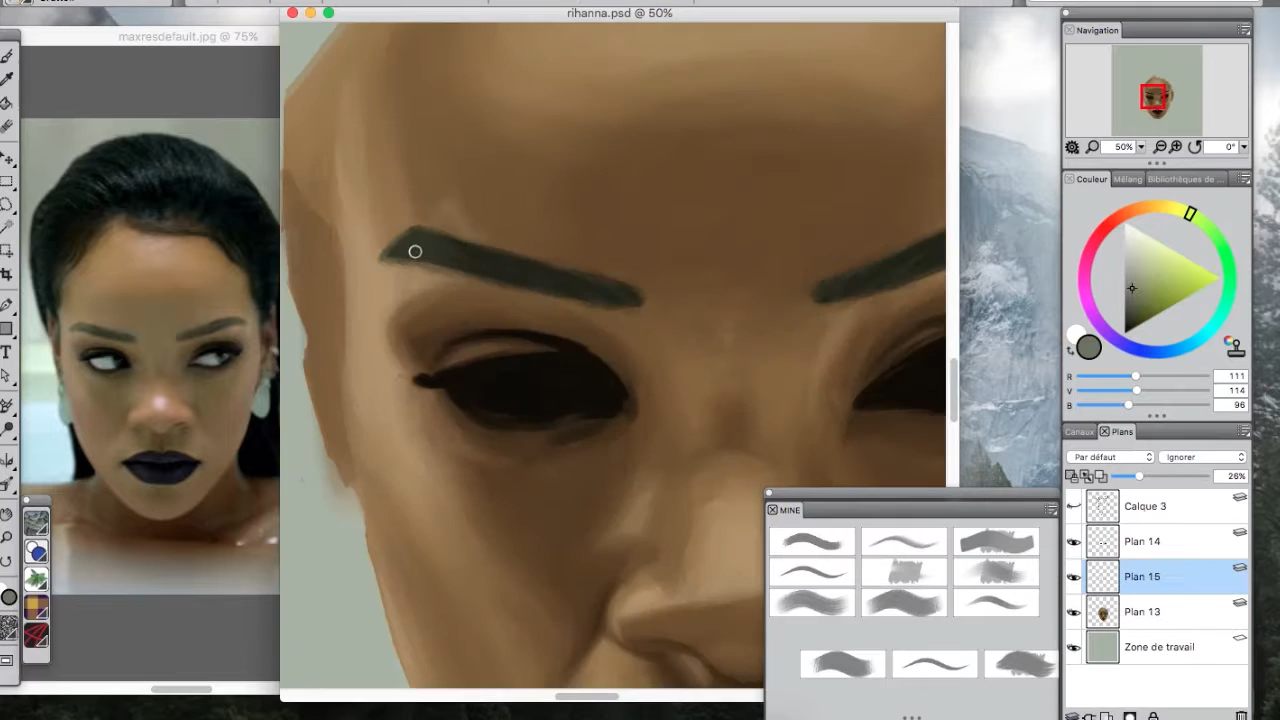 maxresdefault.jpg @ 75%
rihanna.psd @ 50%
Navigation
50%
0°
Couleur
Mélang
Bibliothèques de ...
R
111
V
114
B
96
Canaux
Plans
Par défaut
Ignorer
26%
Calque 3
Plan 14
Plan 15
Plan 13
Zone de travail
MINE
T